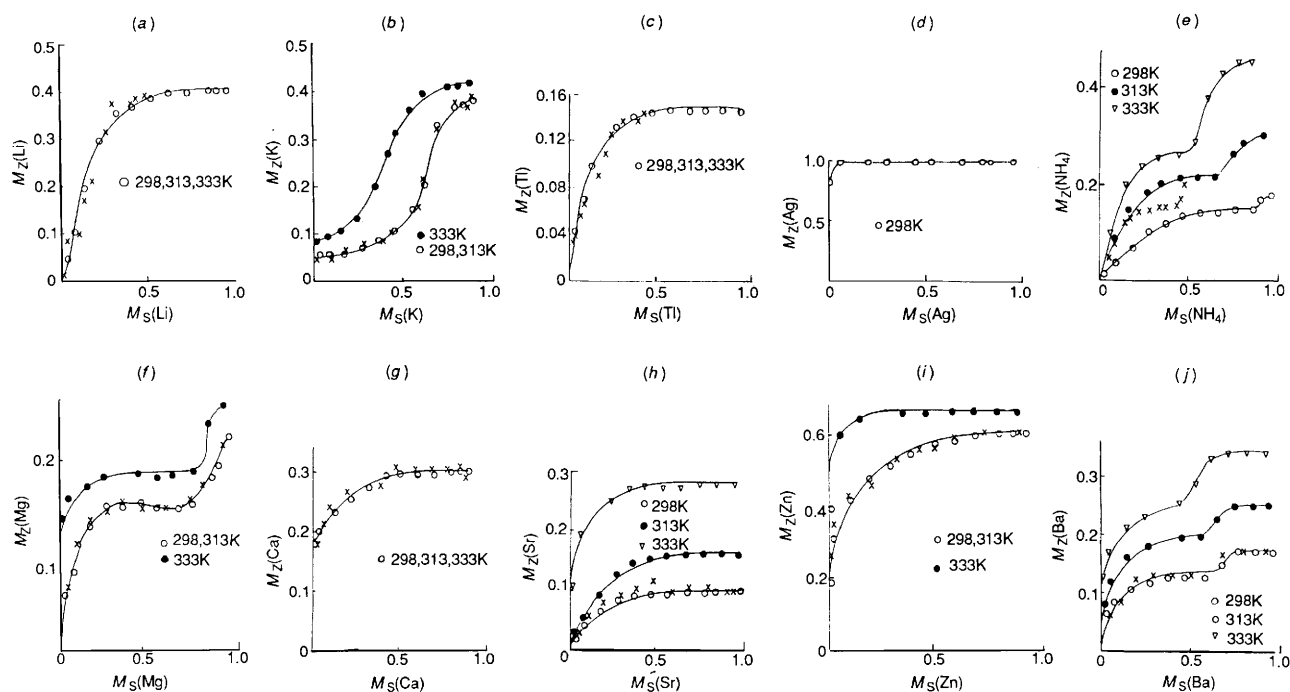 (a)
0.5
0.4
0.3
0.2
0.1
0
M_Z(Li)
298,313,333K
0.5
1.0
M_S(Li)
(b)
0.5
0.4
0.3
0.2
0.1
0
M_Z(K)
333K
298,313K
0.5
1.0
M_S(K)
(c)
0.16
0.12
0.08
0.04
0
M_Z(Tl)
298,313,333K
0.5
1.0
M_S(Tl)
(d)
1.0
0.5
0
M_Z(Ag)
298K
0
0.5
1.0
M_S(Ag)
(e)
0.4
0.2
0
M_Z(NH4)
298K
313K
333K
0
0.5
1.0
M_S(NH4)
(f)
0.2
0.1
M_Z(Mg)
298,313K
333K
0
0.5
1.0
M_S(Mg)
(g)
0.3
0.2
0.1
0
M_Z(Ca)
298,313,333K
0.5
1.0
M_S(Ca)
(h)
0.3
0.2
0.1
0
M_Z(Sr)
298K
313K
333K
0.5
1.0
M_S(Sr)
(i)
0.6
0.4
0.2
0
M_Z(Zn)
298,313K
333K
0.5
1.0
M_S(Zn)
(j)
0.3
0.2
0.1
0
M_Z(Ba)
298K
313K
333K
0.5
1.0
M_S(Ba)